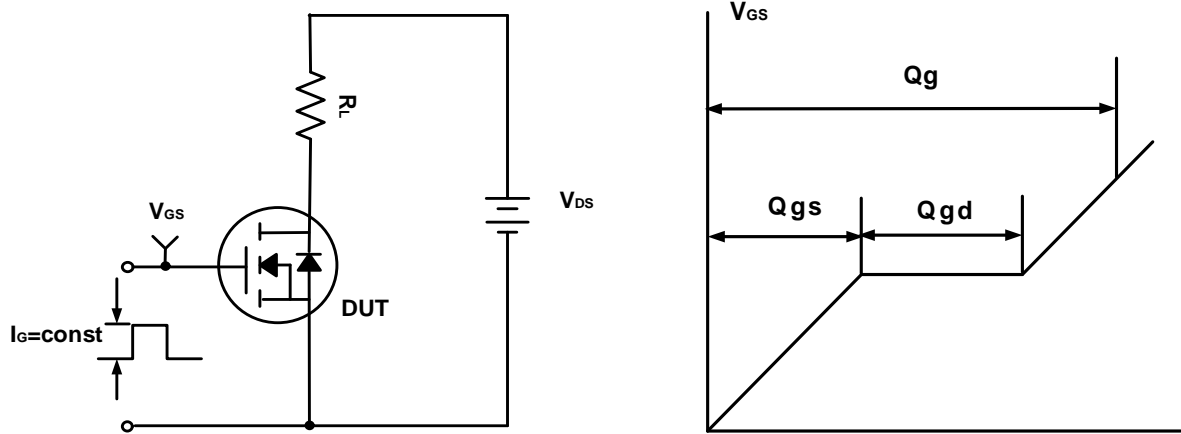 RL
VGS
VDS
DUT
IG=const
VGS
Qg
Qgs
Qgd